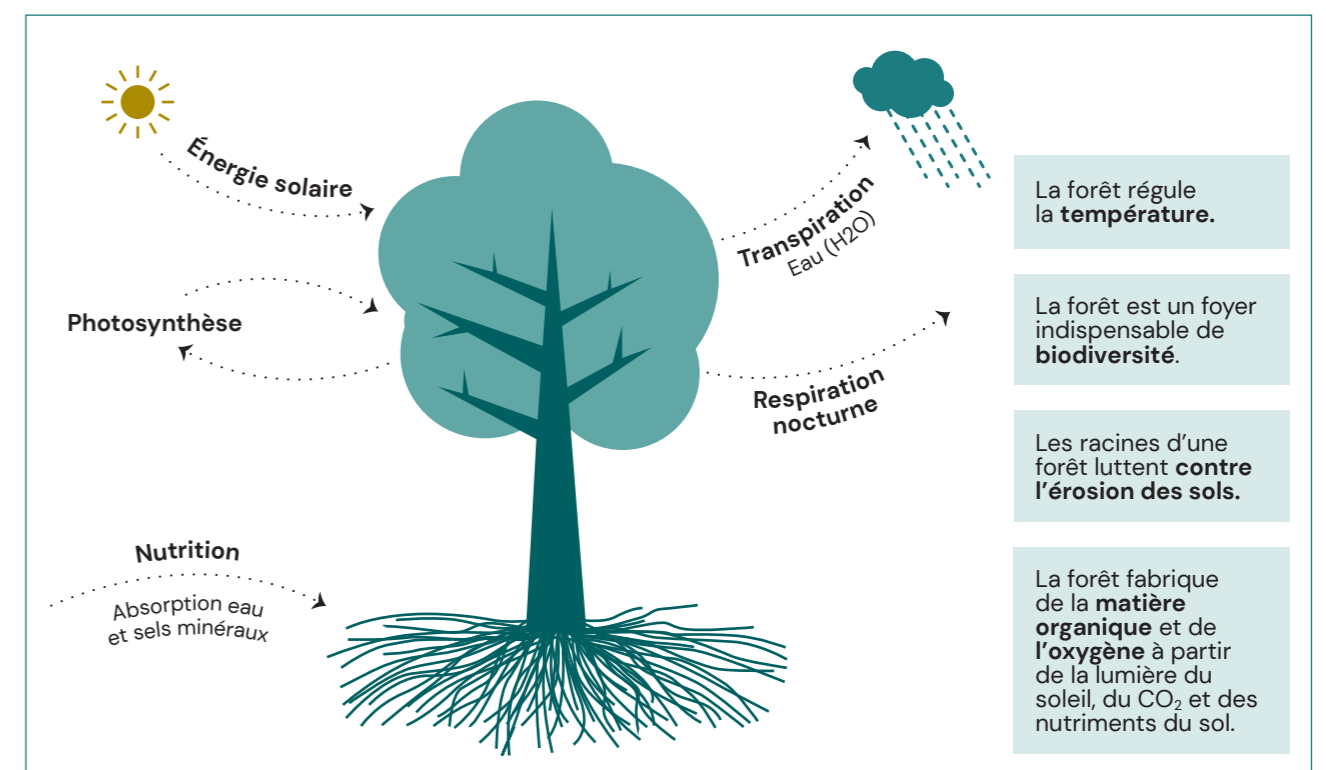 Énergie solaire
Photosynthèse
Nutrition
Absorption eau
et sels minéraux
Transpiration
Eau (H2O)
Respiration
nocturne
La forêt régule
la température.
La forêt est un foyer
indispensable de
biodiversité.
Les racines d’une
forêt luttent contre
l’érosion des sols.
La forêt fabrique
de la matière
organique et de
l’oxygène à partir
de la lumière du
soleil, du CO₂ et des
nutriments du sol.